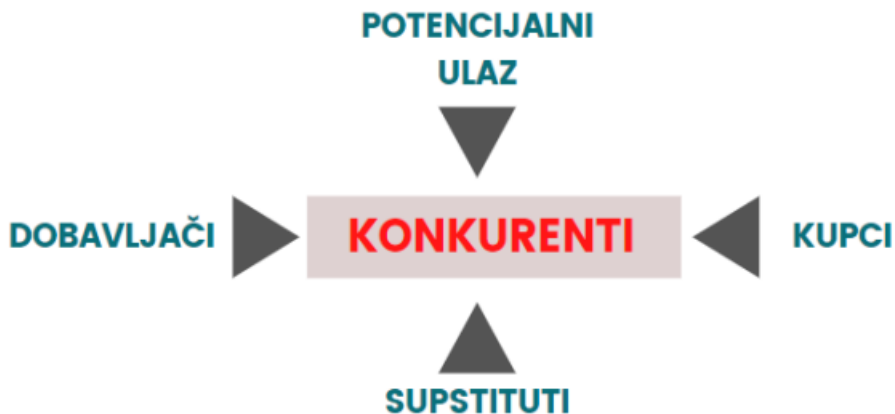 POTENCIJALNI
ULAZ
DOBAVLJAČI
KONKURENTI
KUPCI
SUPSTITUTI